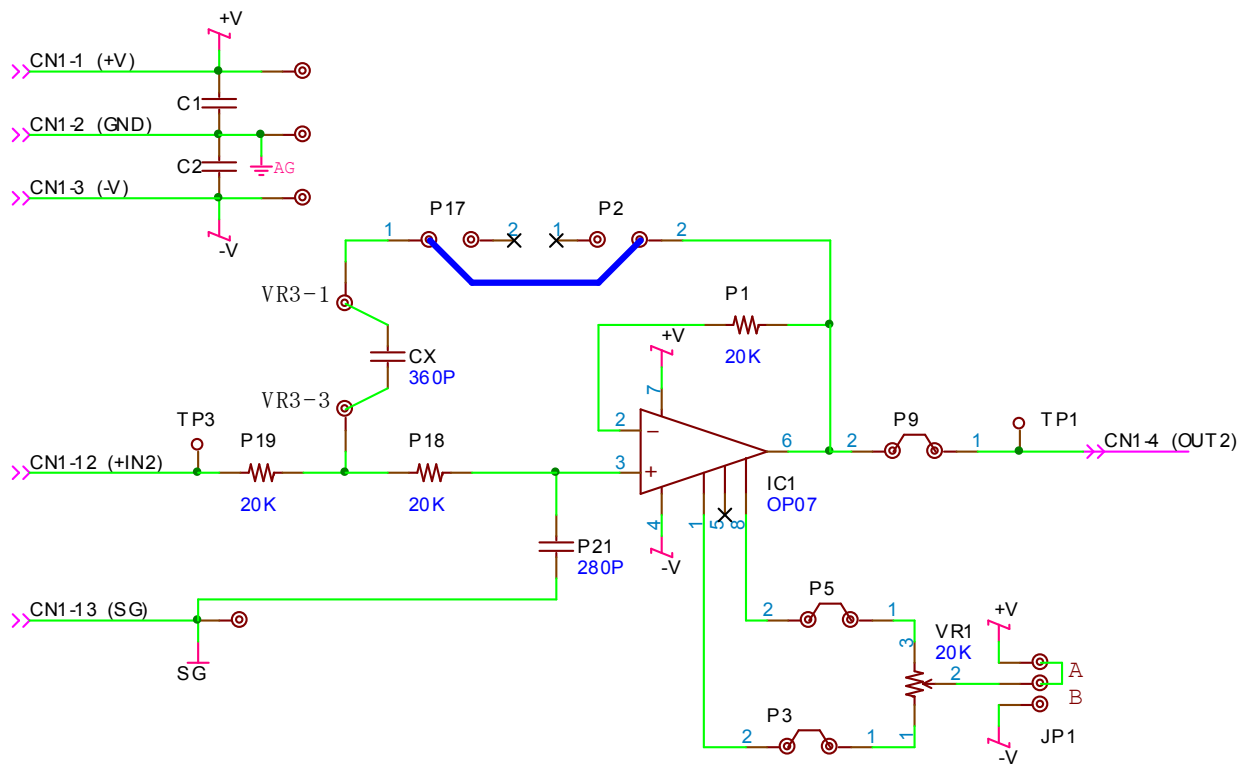 +V
CN1-1 (+V)
C1
CN1-2 (GND)
AG
C2
CN1-3 (-V)
-V
P17
P2
1
2
1
2
VR3-1
P1
20K
+V
CX
360P
7
VR3-3
TP3
P19
P18
2
6
P9
2
1
TP1
CN1-4 (OUT2)
CN1-12 (+IN2)
20K
20K
3
IC1
OP07
4
1
5
8
-V
P21
280P
CN1-13 (SG)
SG
P5
2
1
3
VR1
20K
2
+V
A
B
P3
2
1
1
JP1
-V